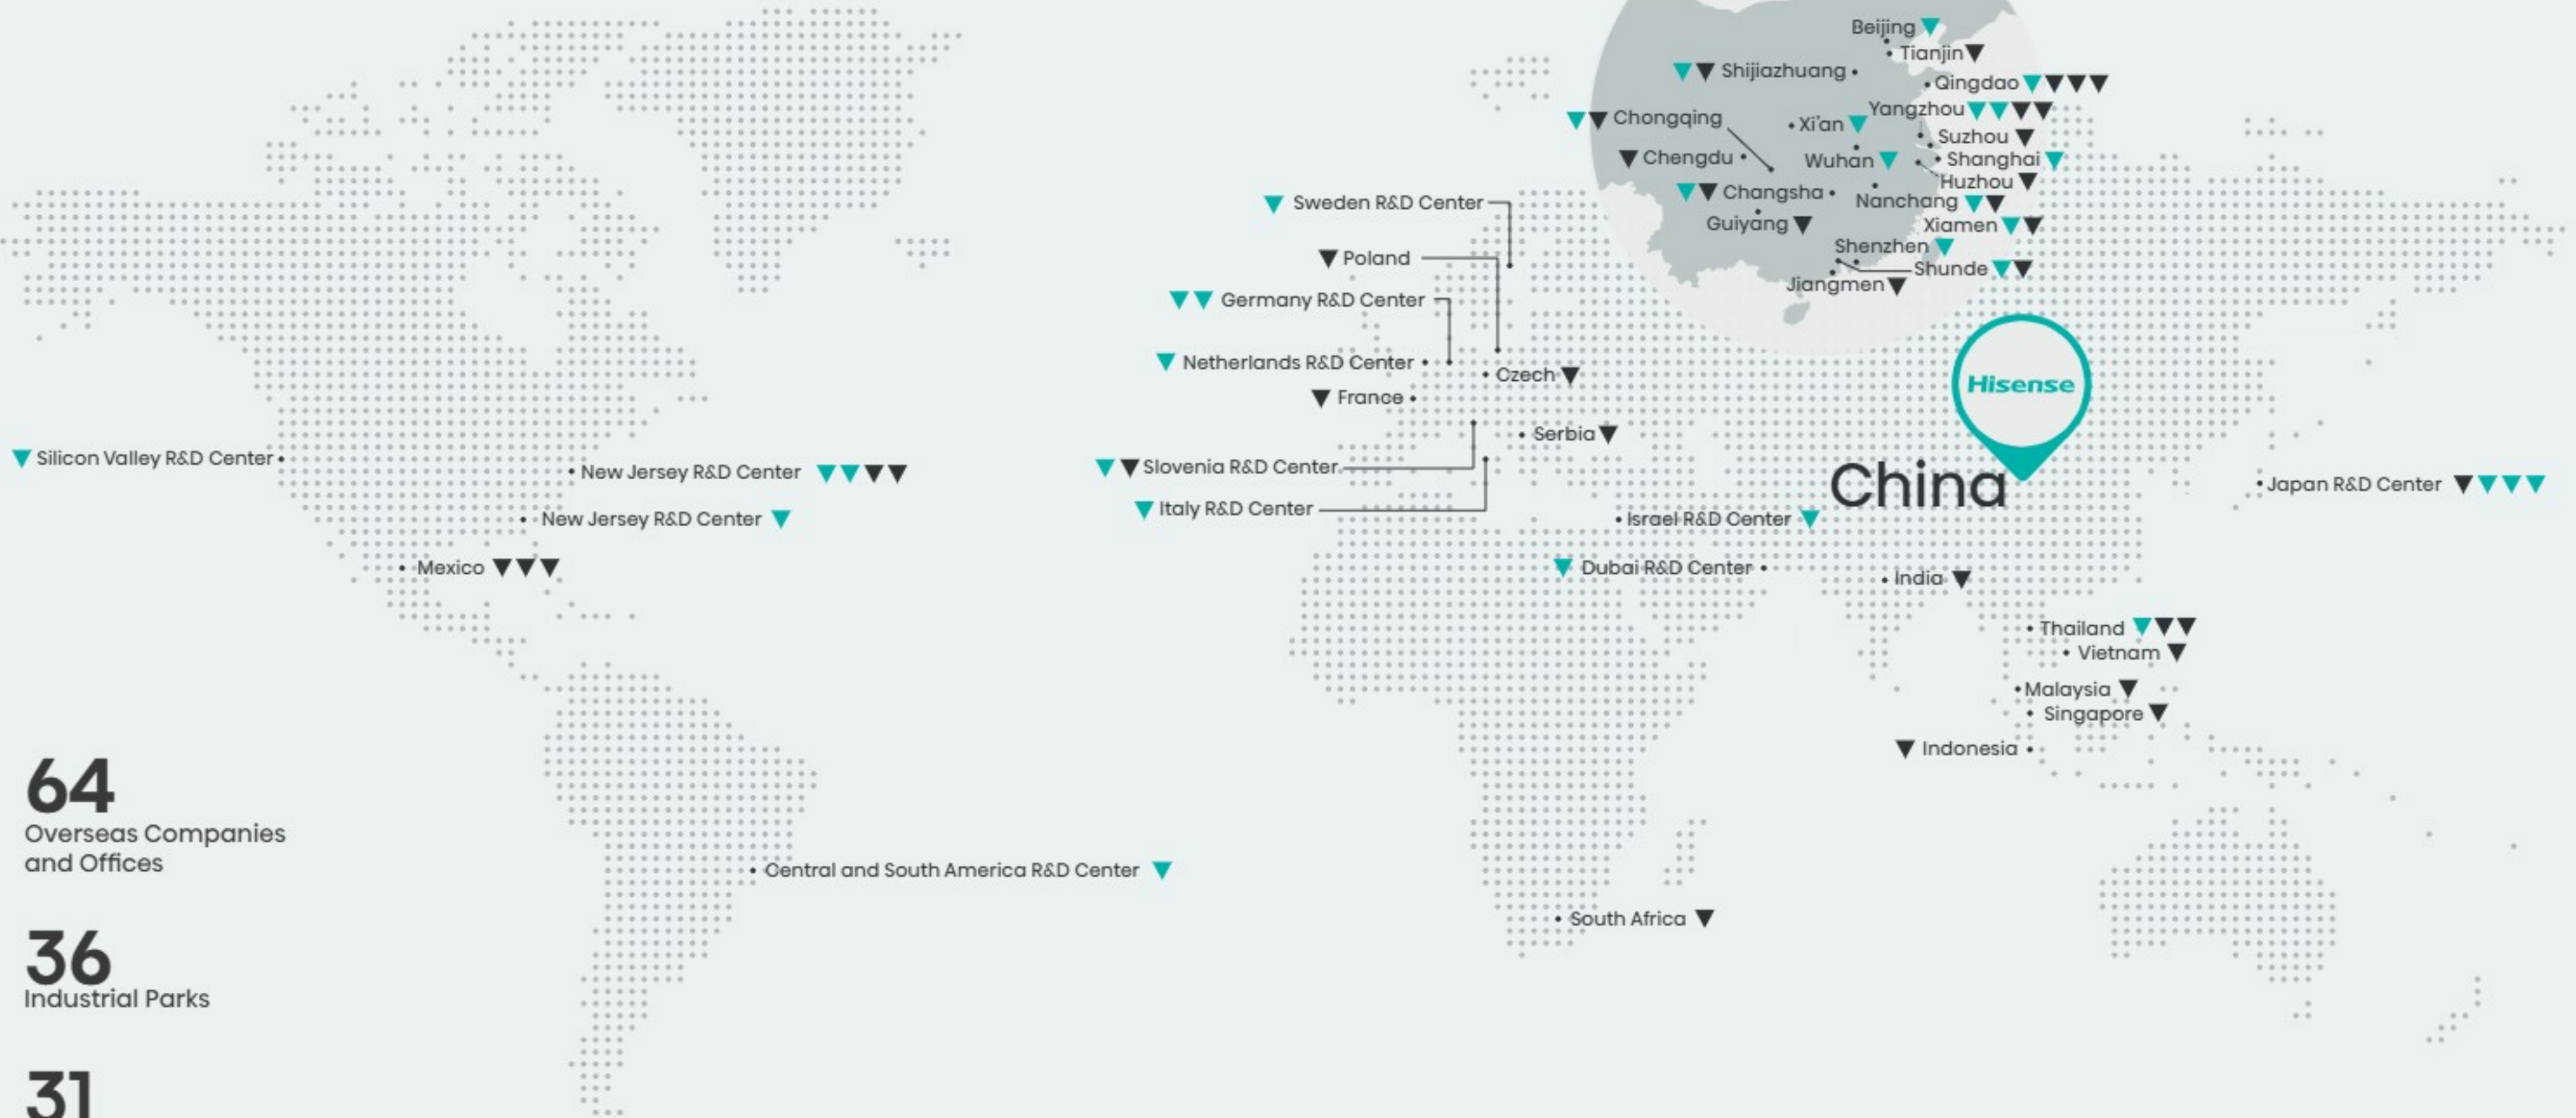 Beijing
Tianjin
Shijiazhuang
Qingdao
Yangzhou
Chongqing
Xi'an
Suzhou
Chengdu
Wuhan
Shanghai
Huzhou
Changsha
Nanchang
Guiyang
Xiamen
Shenzhen
Shunde
Jiangmen
Sweden R&D Center
Poland
Germany R&D Center
Netherlands R&D Center
Czech
France
Serbia
Slovenia R&D Center
Italy R&D Center
Hisense
China
Silicon Valley R&D Center
New Jersey R&D Center
New Jersey R&D Center
Mexico
Japan R&D Center
Israel R&D Center
Dubai R&D Center
India
Thailand
Vietnam
Malaysia
Singapore
Indonesia
Central and South America R&D Center
South Africa
64
Overseas Companies
and Offices
36
Industrial Parks
31